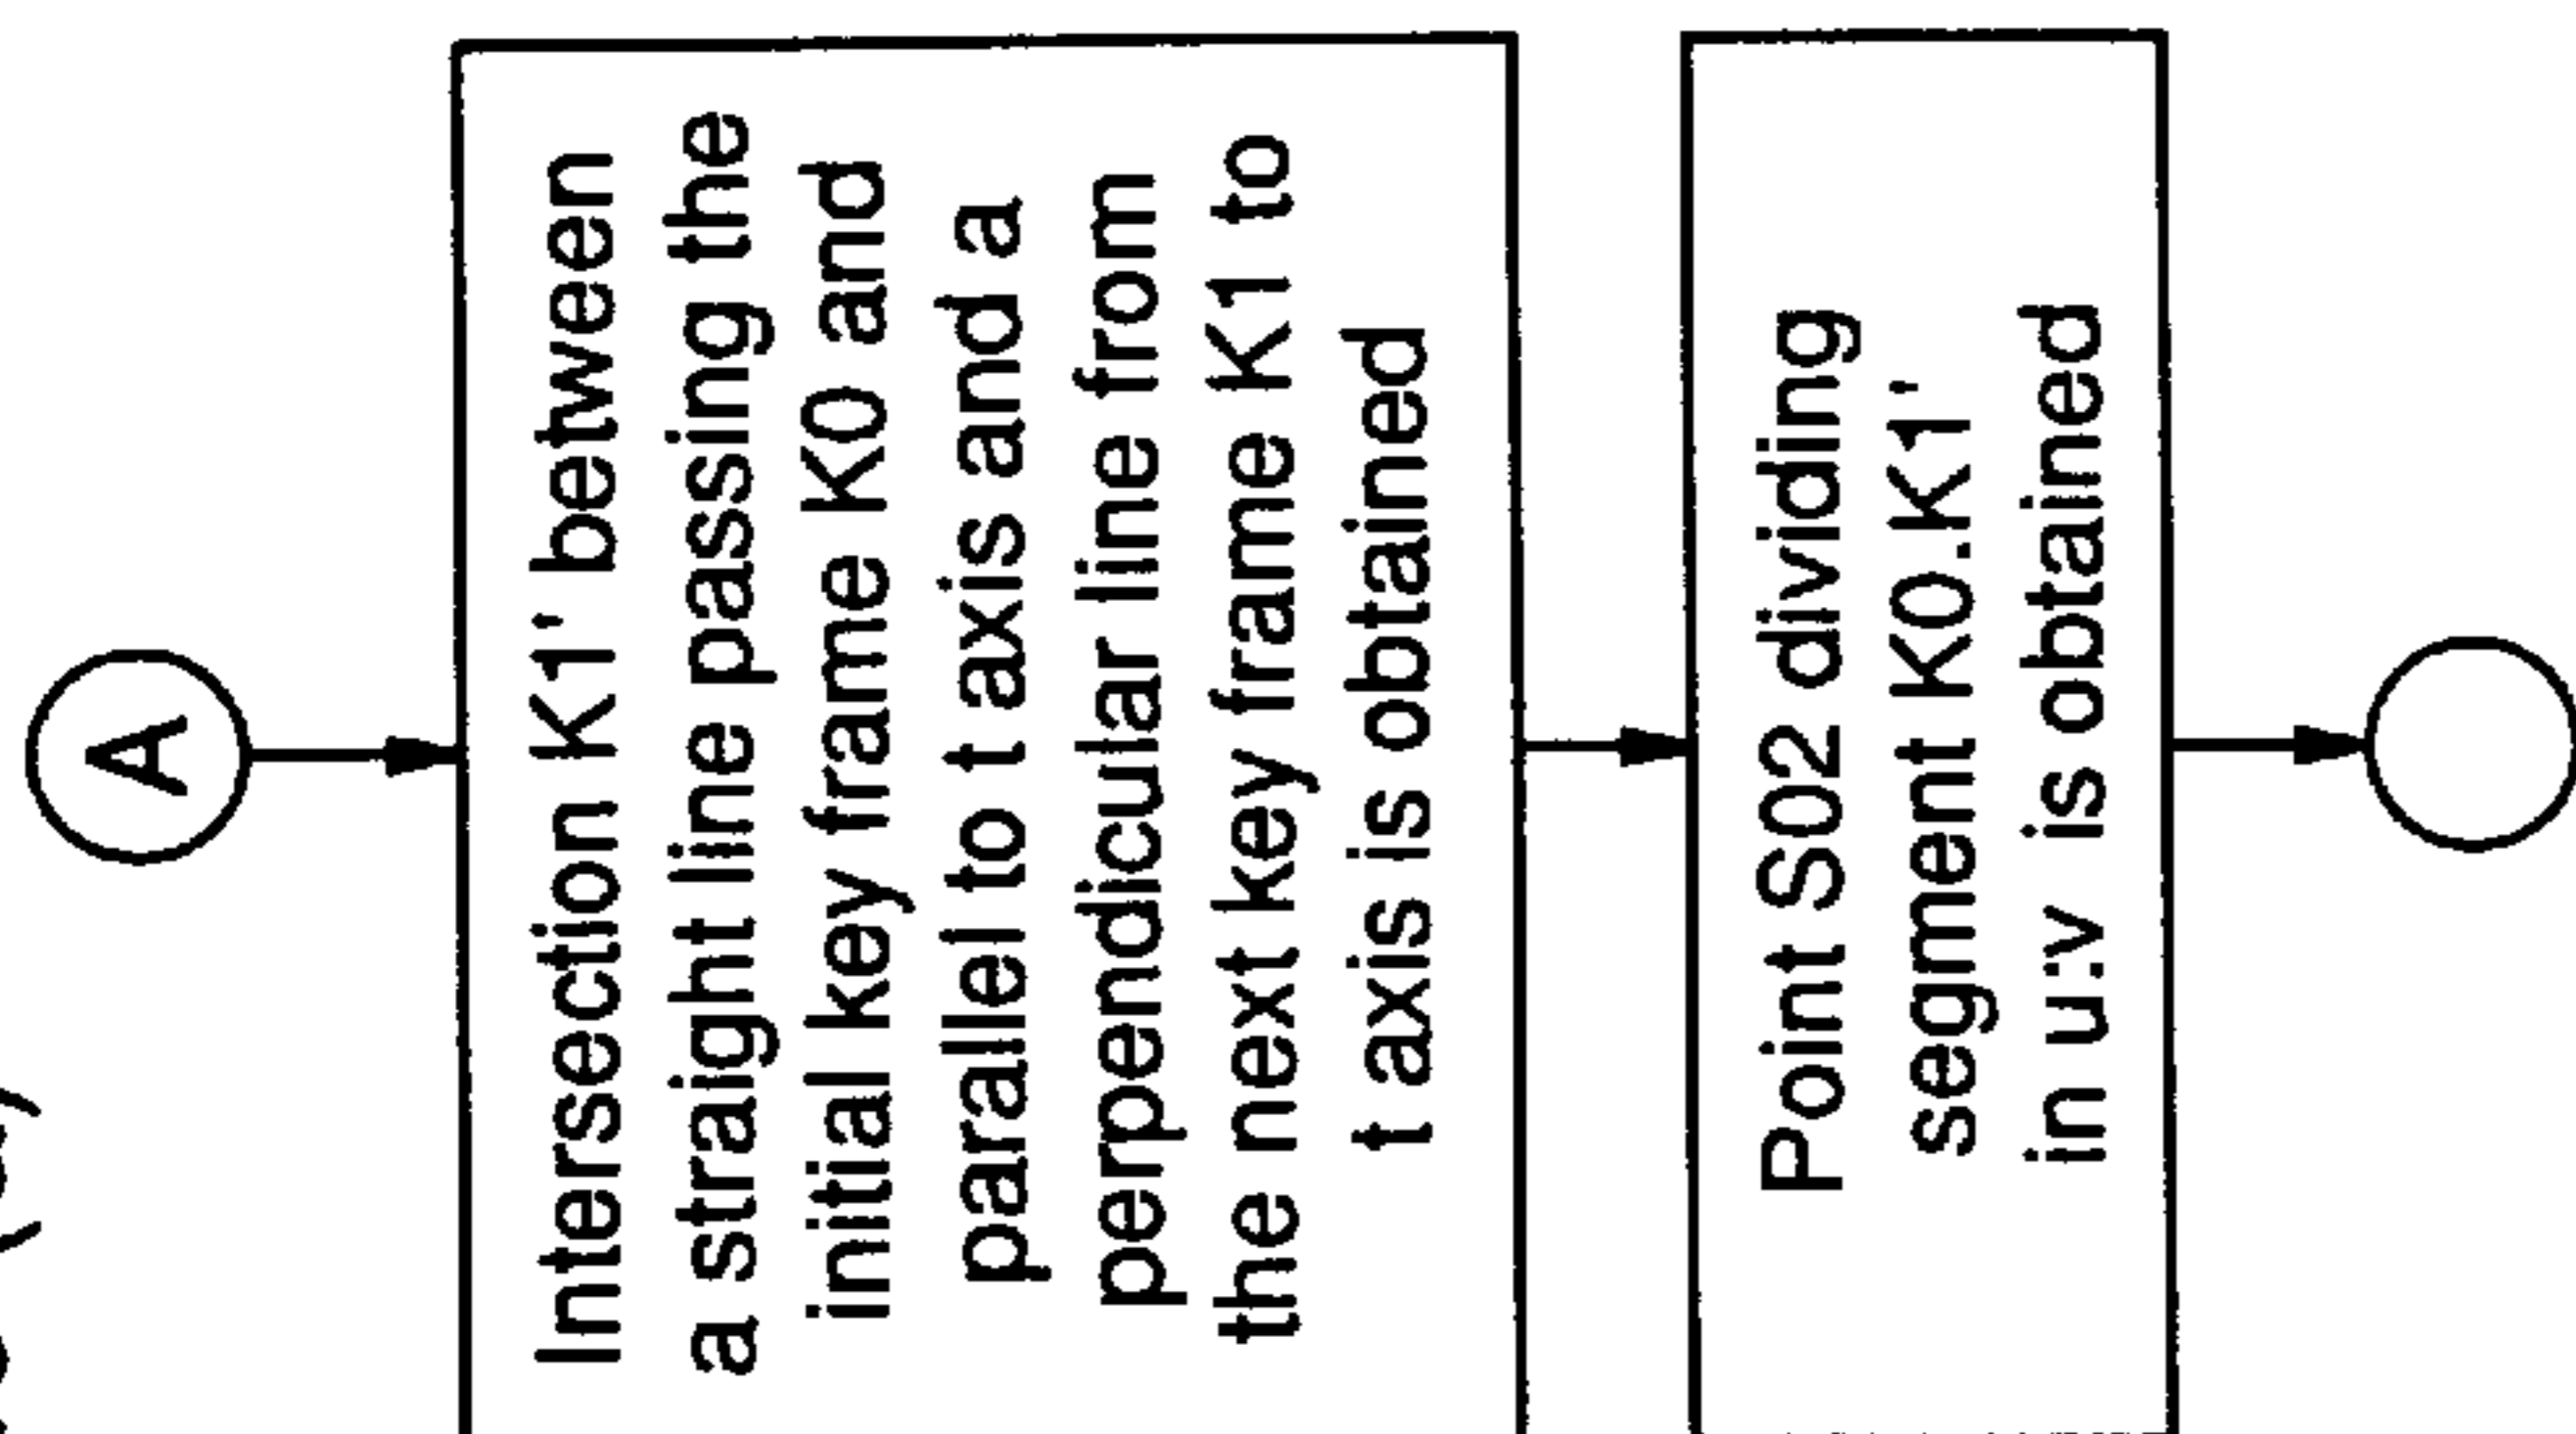 A
Intersection K1' between
a straight line passing the
initial key frame K0 and
parallel to t axis and a
perpendicular line from
the next key frame K1 to
t axis is obtained
Point S02 dividing
segment K0.K1'
in u:v is obtained